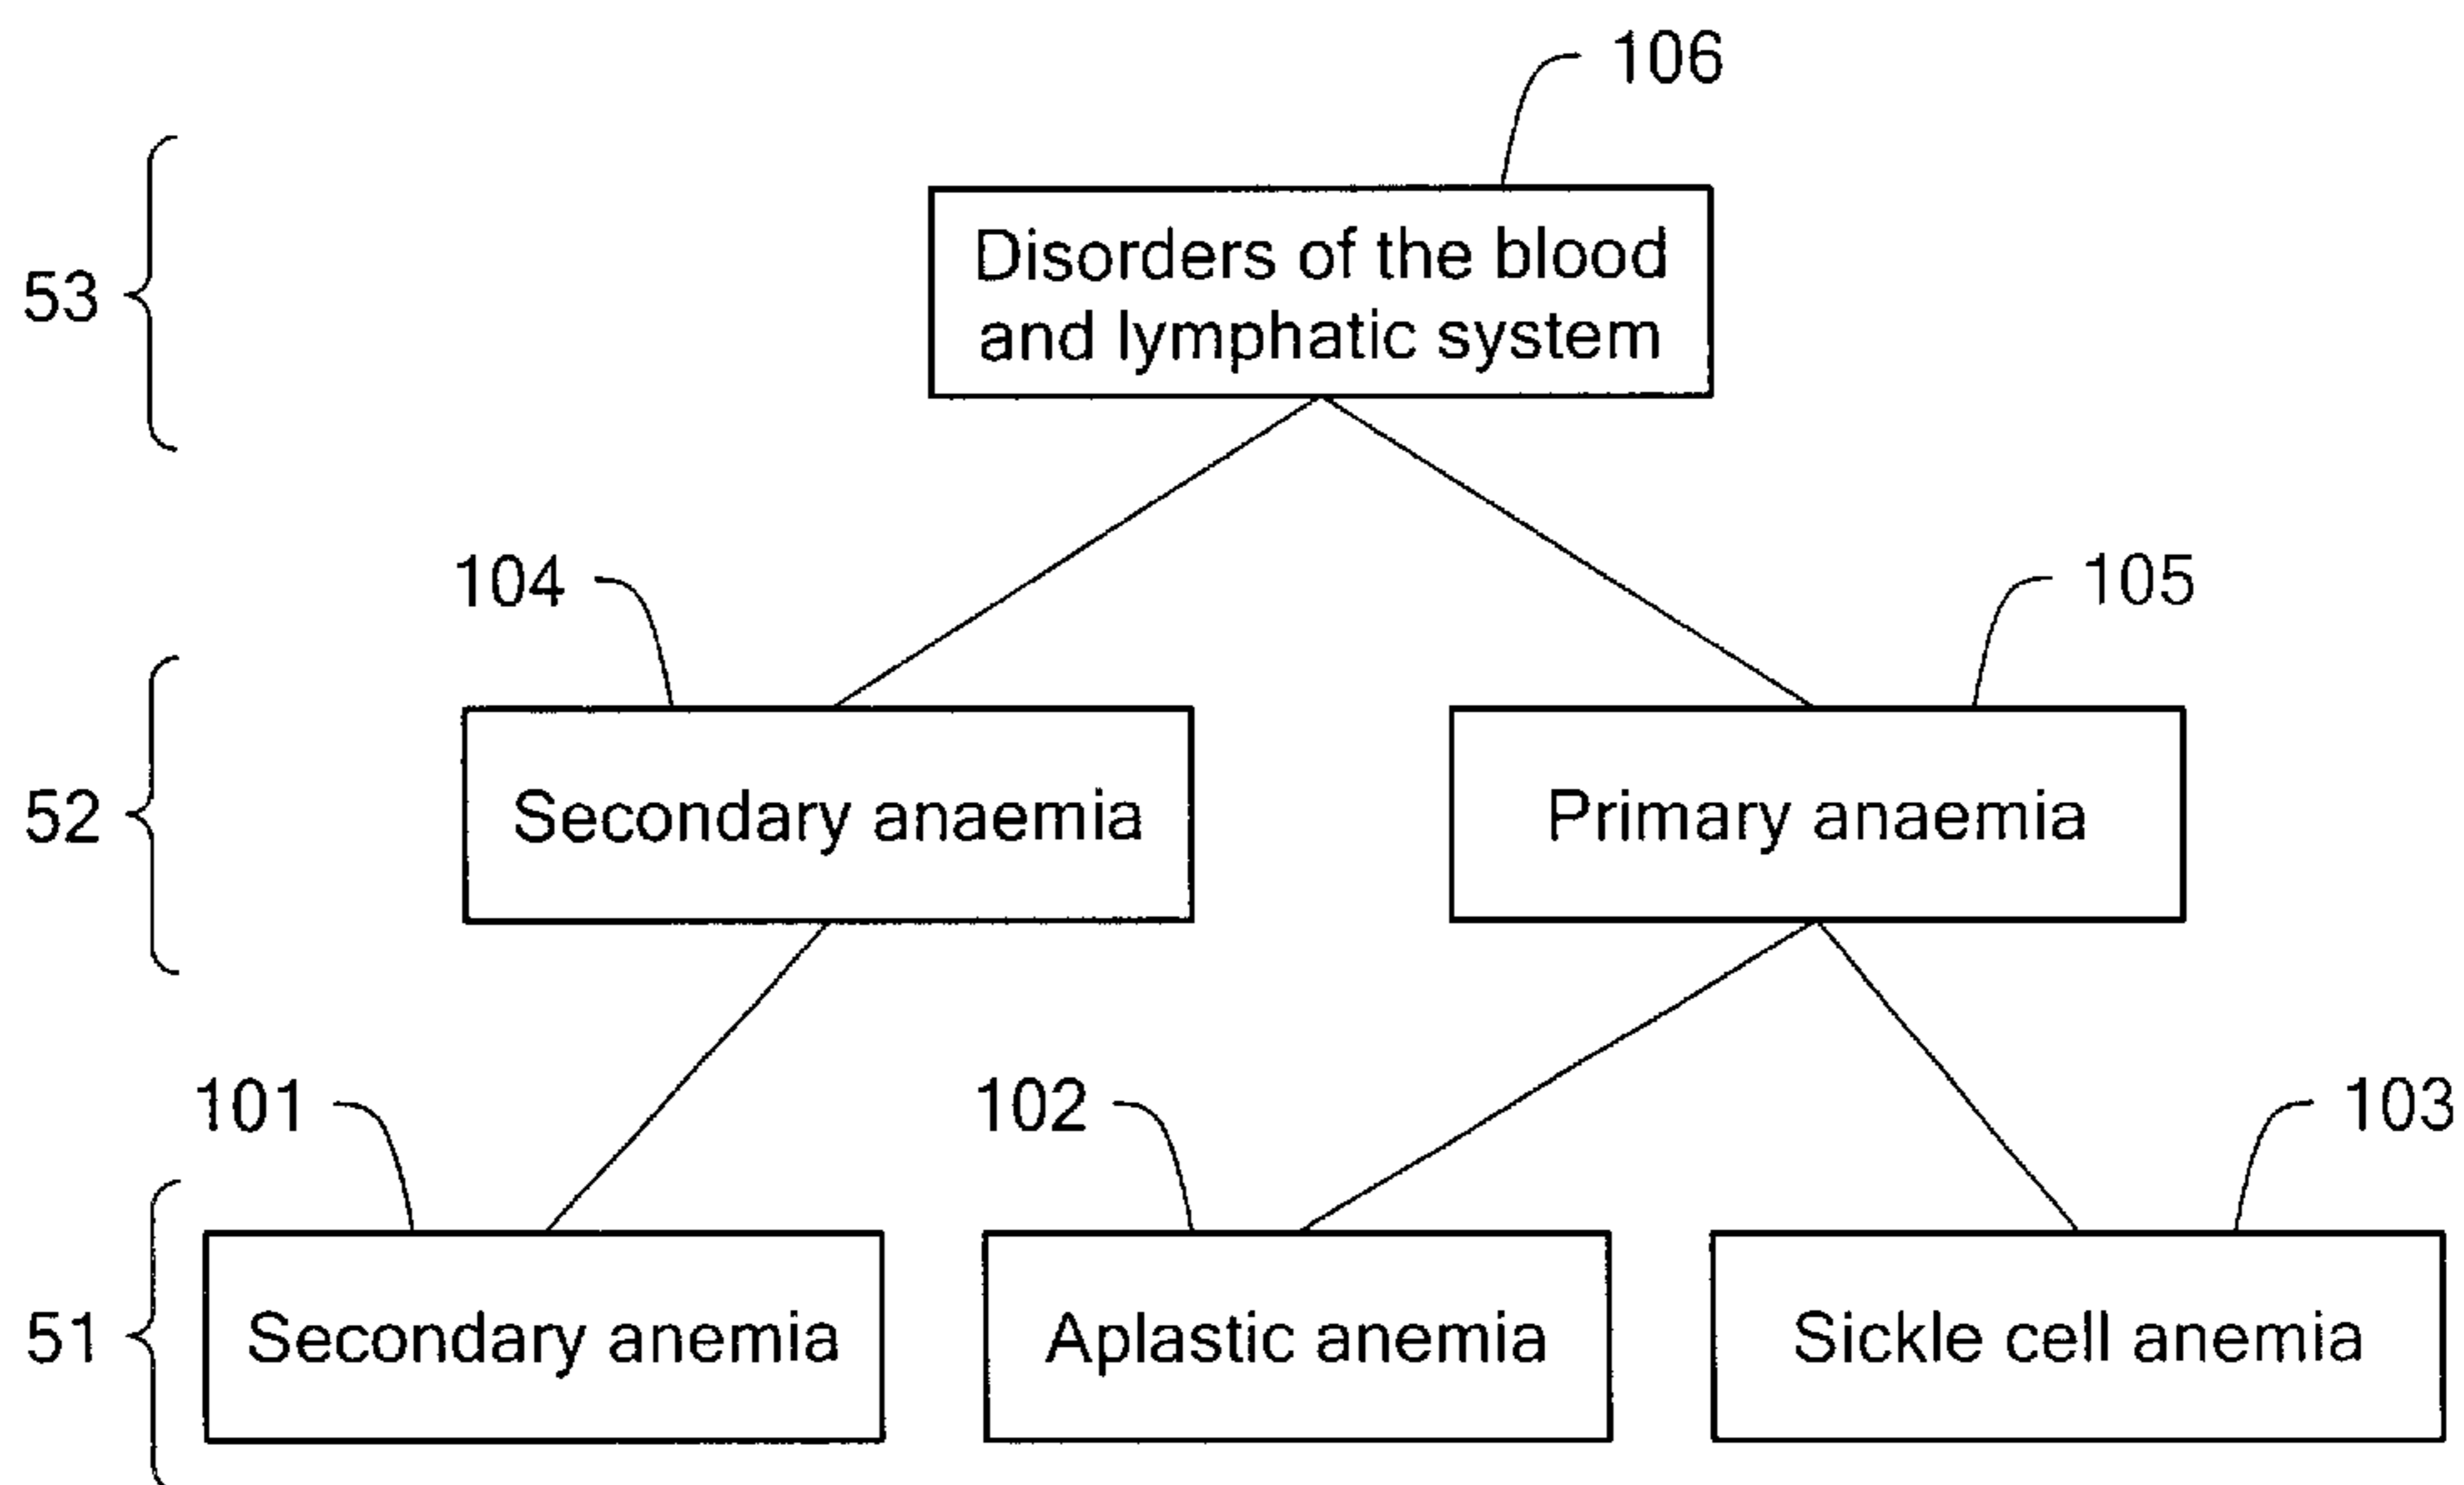 106
53
Disorders of the blood
and lymphatic system
104
105
52
Secondary anaemia
Primary anaemia
101
102
103
51
Secondary anemia
Aplastic anemia
Sickle cell anemia